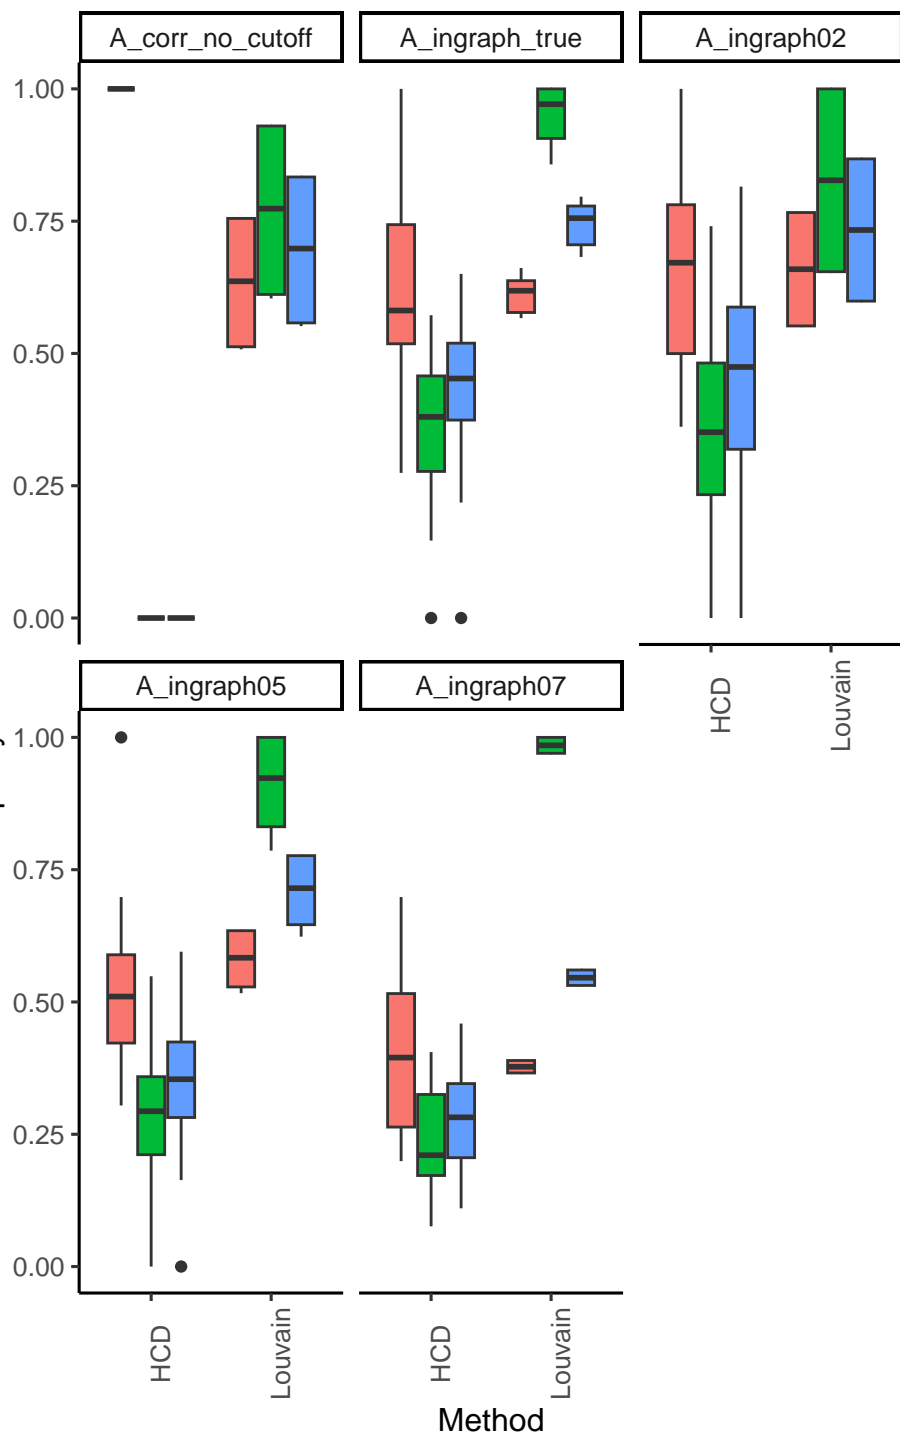 A_corr_no_cutoff A_ingraph_true A_ingraph02
1.00
0.75
0.50
0.25
0.00
HCD Louvain
A_ingraph05 A_ingraph07
1.00
0.75
0.50
0.25
0.00
HCD Louvain HCD Louvain
Method